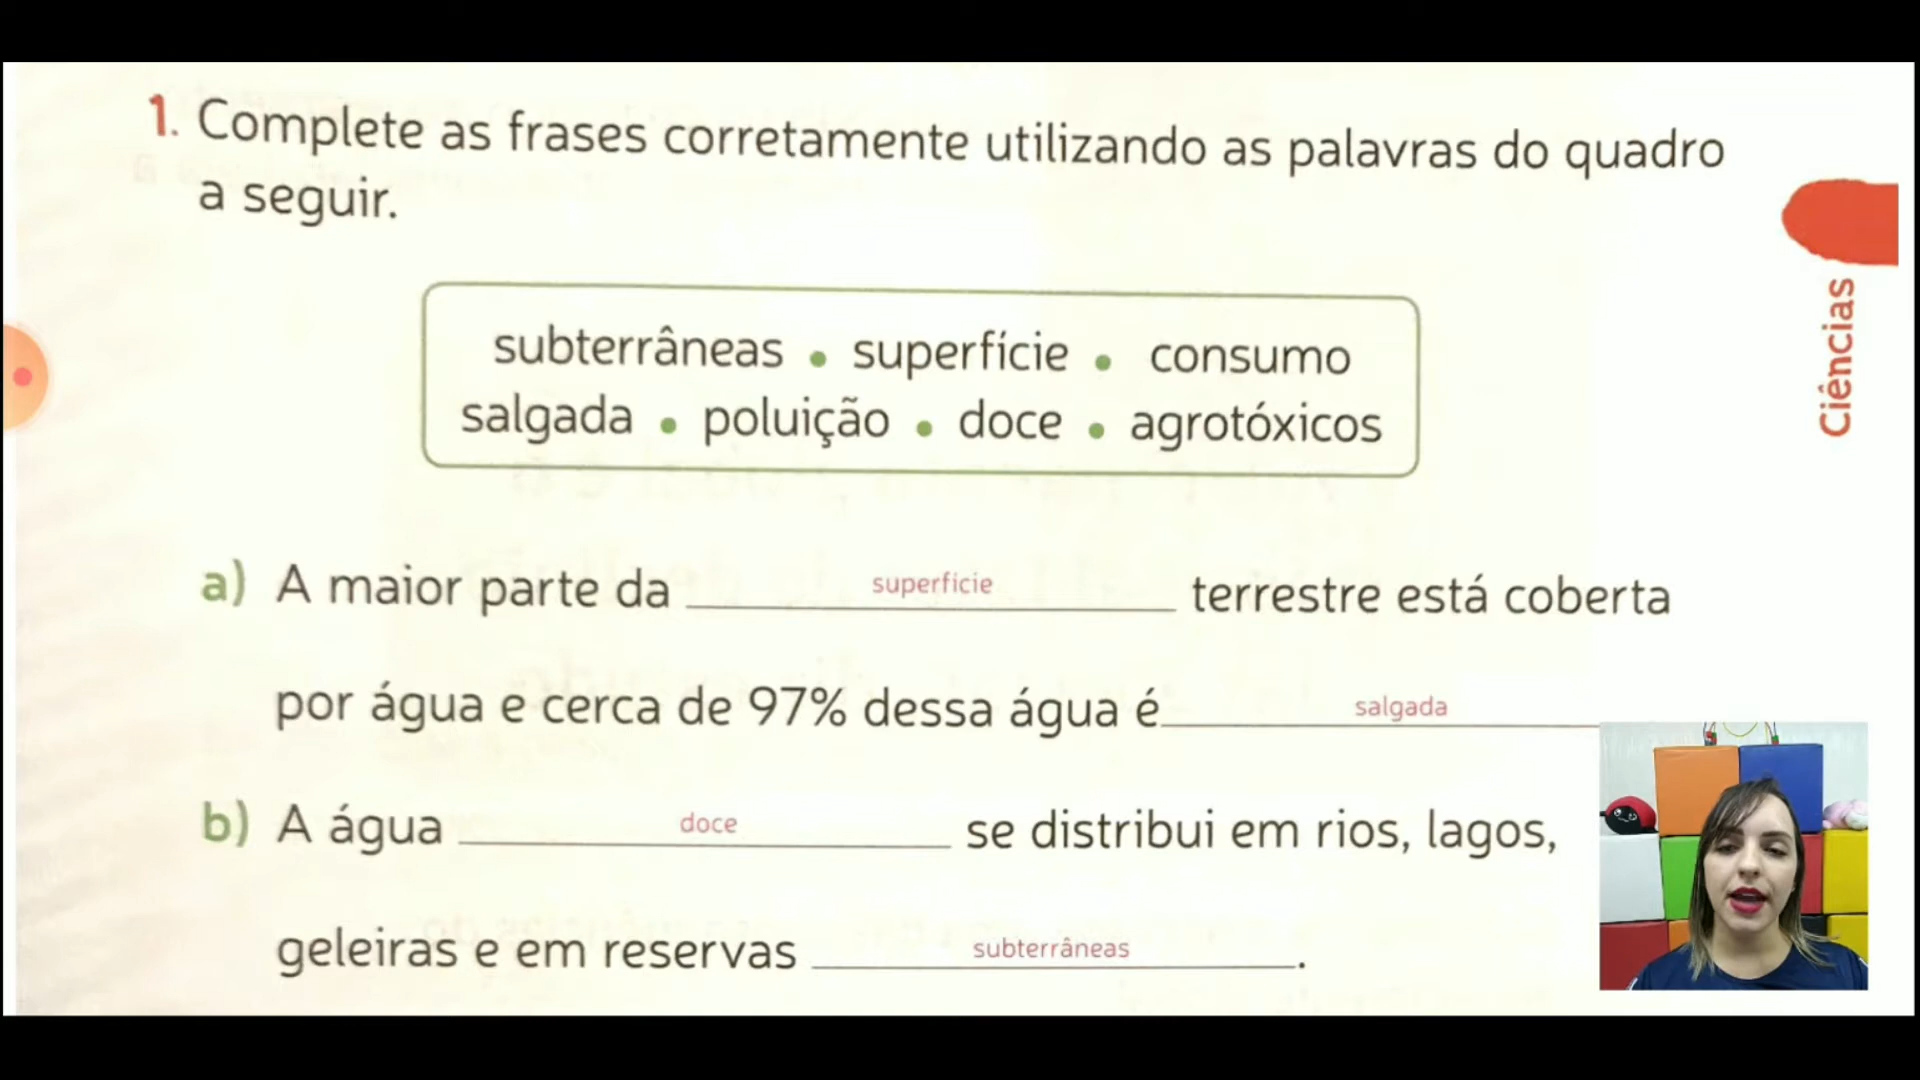 1. Complete as frases corretamente utilizando as palavras do quadro
a seguir.
Ciências
subterrâneas • superfície • consumo
salgada • poluição • doce • agrotóxicos
a) A maior parte da superfície terrestre está coberta
por água e cerca de 97% dessa água é salgada
b) A água doce se distribui em rios, lagos,
geleiras e em reservas subterrâneas.